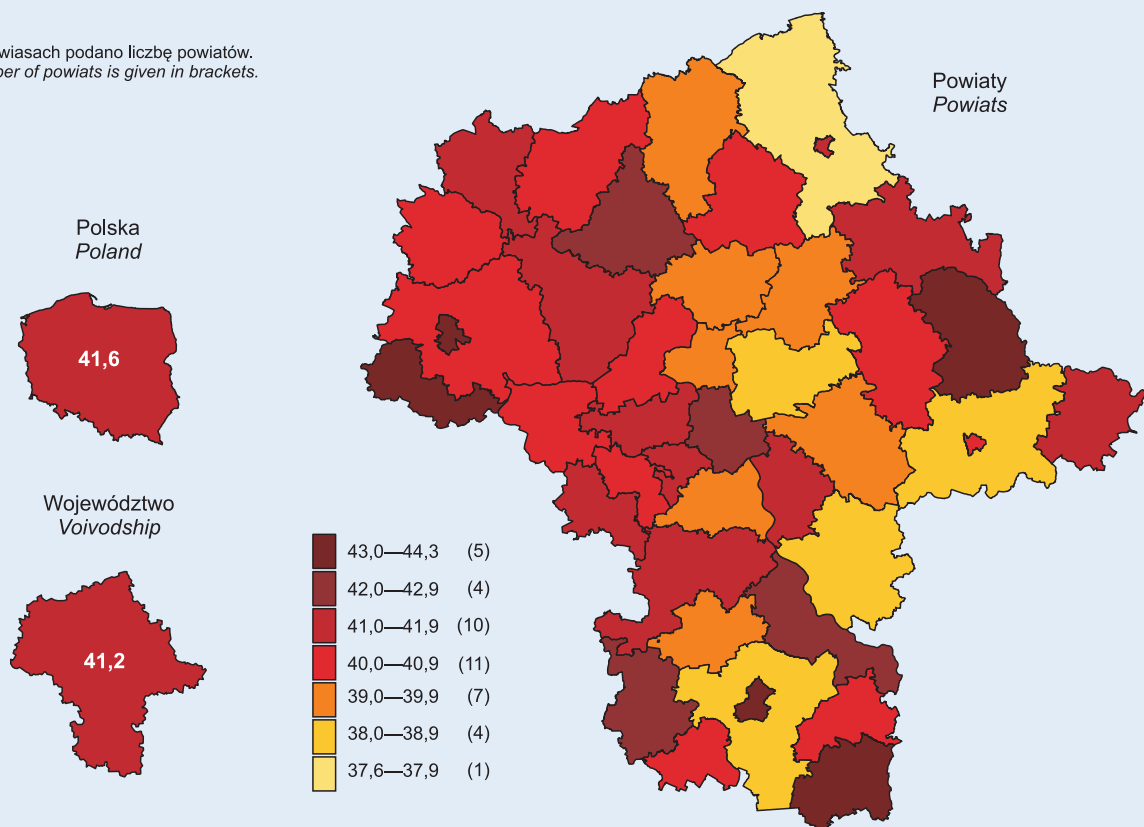 podano liczbę powiatów.
of powiats is given in brackets.
Powiaty
Powiats
Polska
Poland
41,6
Województwo
Voivodship
41,2
43,0—44,3 (5)
42,0—42,9 (4)
41,0—41,9 (10)
40,0—40,9 (11)
39,0—39,9 (7)
38,0—38,9 (4)
37,6—37,9 (1)